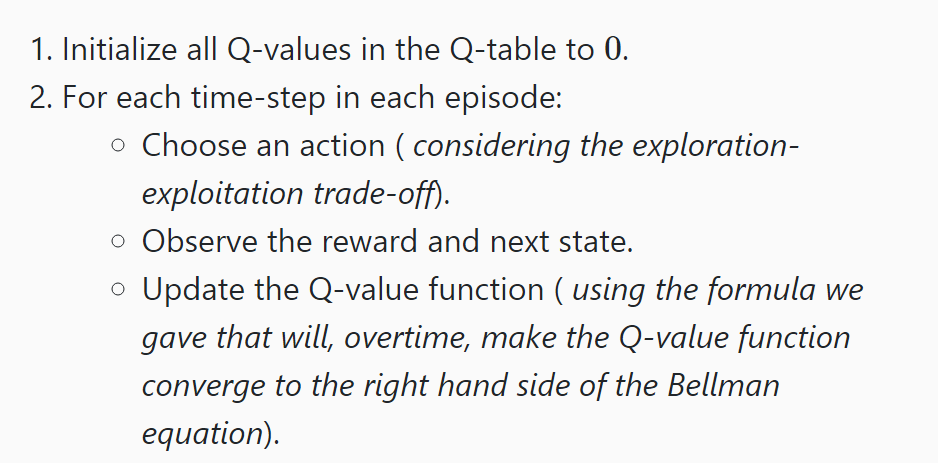 1. Initialize all Q-values in the Q-table to 0.
2. For each time-step in each episode:
○ Choose an action ( considering the exploration-
exploitation trade-off).
○ Observe the reward and next state.
○ Update the Q-value function ( using the formula we
gave that will, overtime, make the Q-value function
converge to the right hand side of the Bellman
equation).